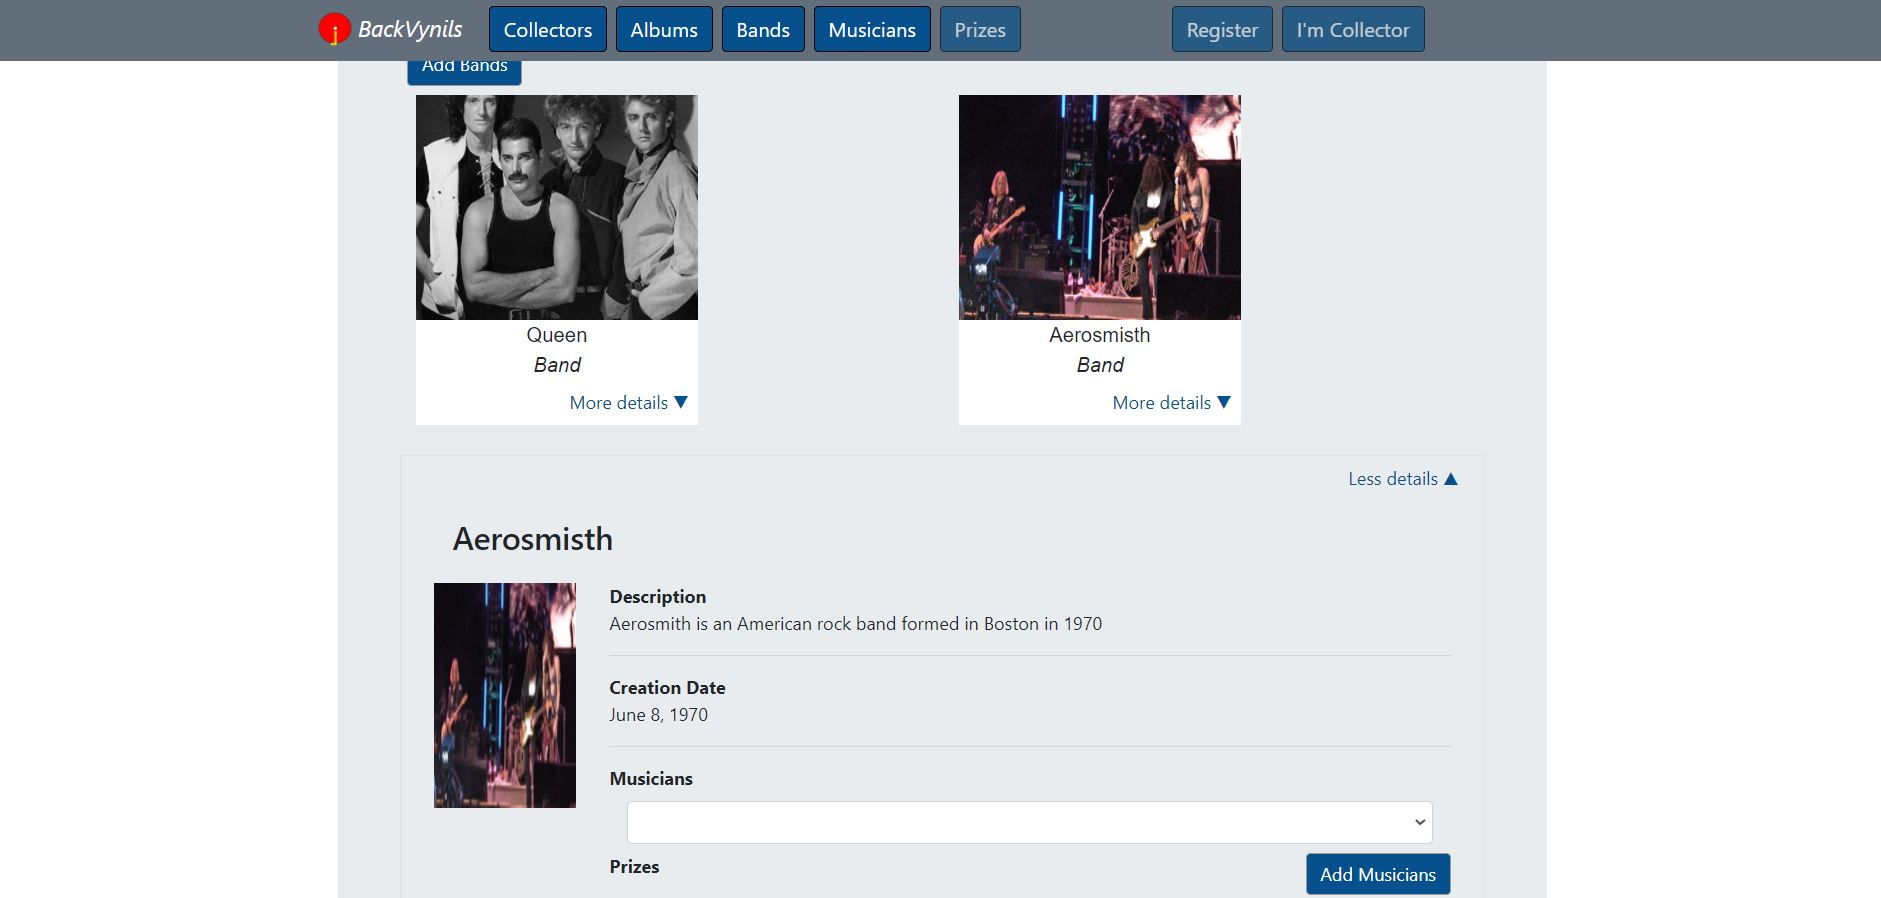 BackVynils Collectors Albums Bands Musicians Prizes Register I'm Collector
Add Bands
Queen
Band
More details ▼
Aerosmisth
Band
More details ▼
Less details ▲
Aerosmisth
Description
Aerosmith is an American rock band formed in Boston in 1970
Creation Date
June 8, 1970
Musicians
Prizes
Add Musicians